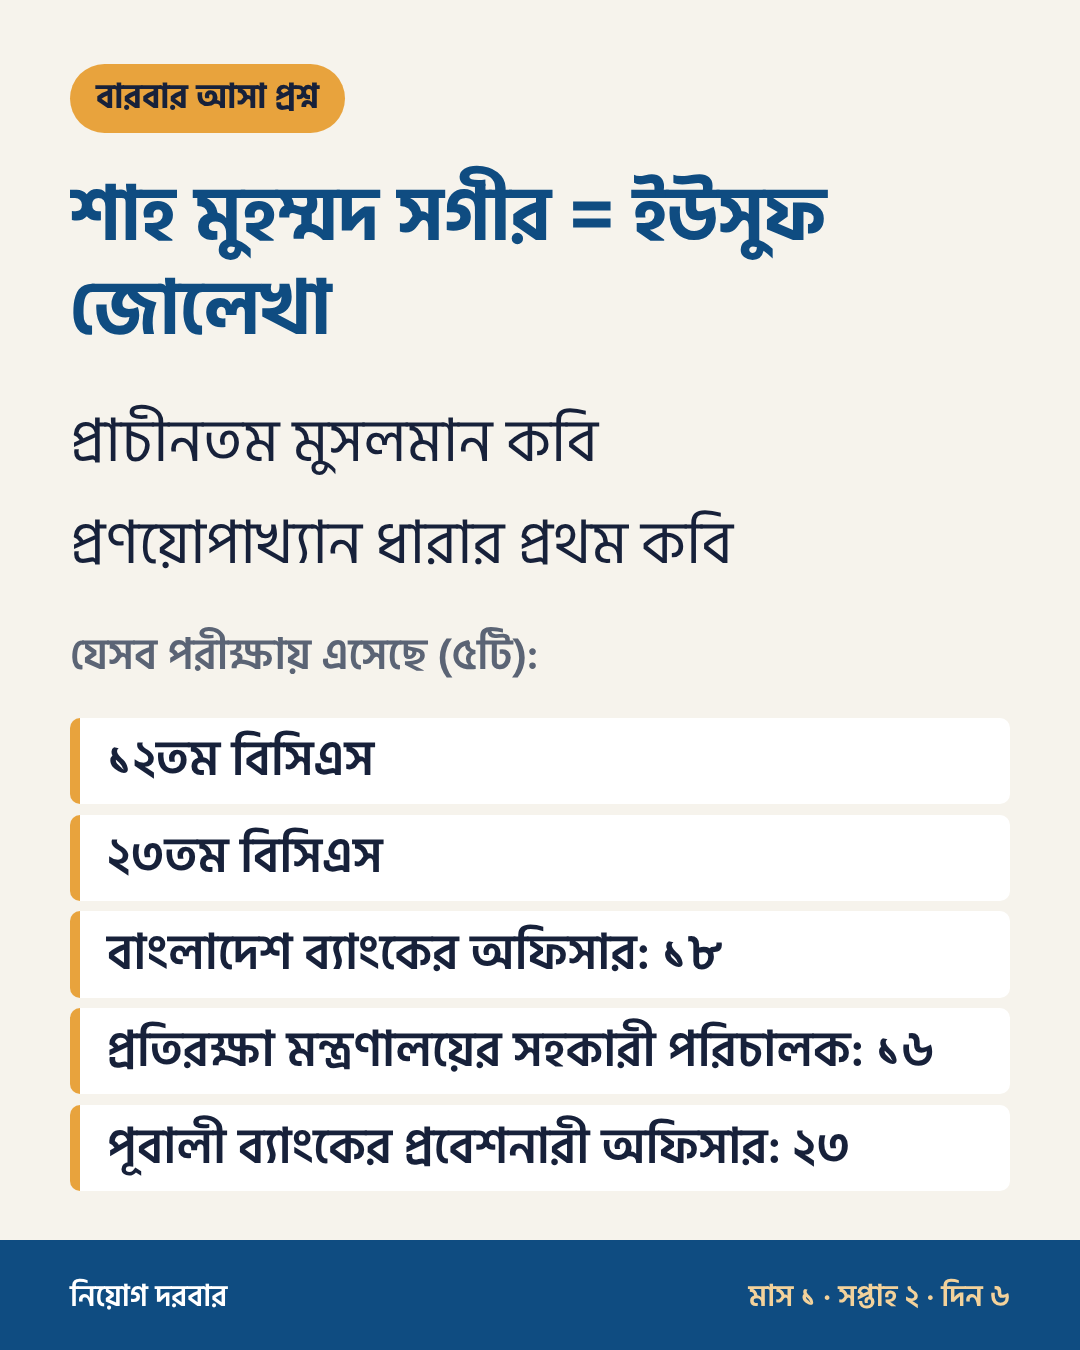 বারবার আসা প্রশ্ন
শাহ মুহম্মদ সগীর = ইউসুফ
জোলেখা
প্রাচীনতম মুসলমান কবি
প্রণয়োপাখ্যান ধারার প্রথম কবি
যেসব পরীক্ষায় এসেছে (৫টি):
১২তম বিসিএস
২৩তম বিসিএস
বাংলাদেশ ব্যাংকের অফিসার: ১৮
প্রতিরক্ষা মন্ত্রণালয়ের সহকারী পরিচালক: ১৬
পূবালী ব্যাংকের প্রবেশনারী অফিসার: ২৩
নিয়োগ দরবার
মাস ১ · সপ্তাহ ২ · দিন ৬